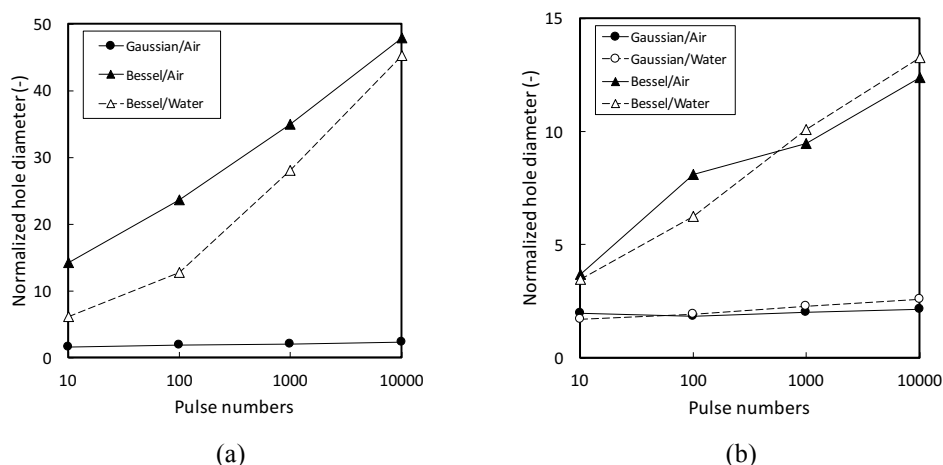 50
40
30
20
10
0
Normalized hole diameter (-)
Gaussian/Air
Bessel/Air
Bessel/Water
10 100 1000 10000
Pulse numbers
(a)
15
10
5
0
Normalized hole diameter (-)
Gaussian/Air
Gaussian/Water
Bessel/Air
Bessel/Water
10 100 1000 10000
Pulse numbers
(b)